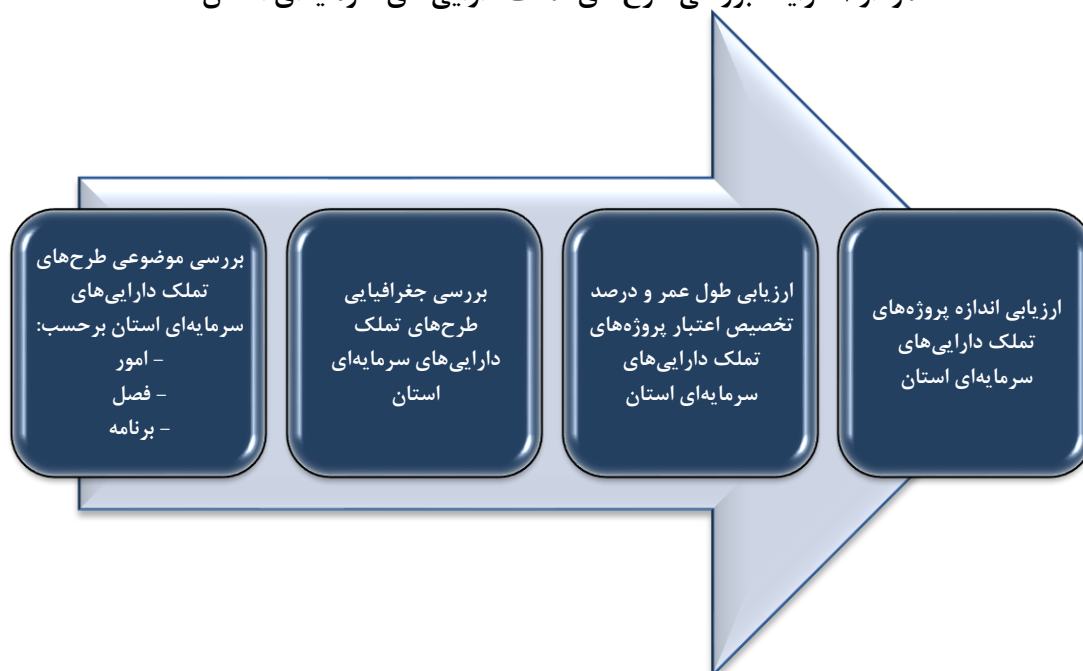 بررسی موضوعی طرح‌های
تملک دارایی‌های
سرمایه‌ای استان برحسب:
- امور
- فصل
- برنامه
بررسی جغرافیایی
طرح‌های تملک
دارایی‌های سرمایه‌ای
استان
ارزیابی طول عمر و درصد
تخصیص اعتبار پروژه‌های
تملک دارایی‌های
سرمایه‌ای استان
ارزیابی اندازه پروژه‌های
تملک دارایی‌های
سرمایه‌ای استان